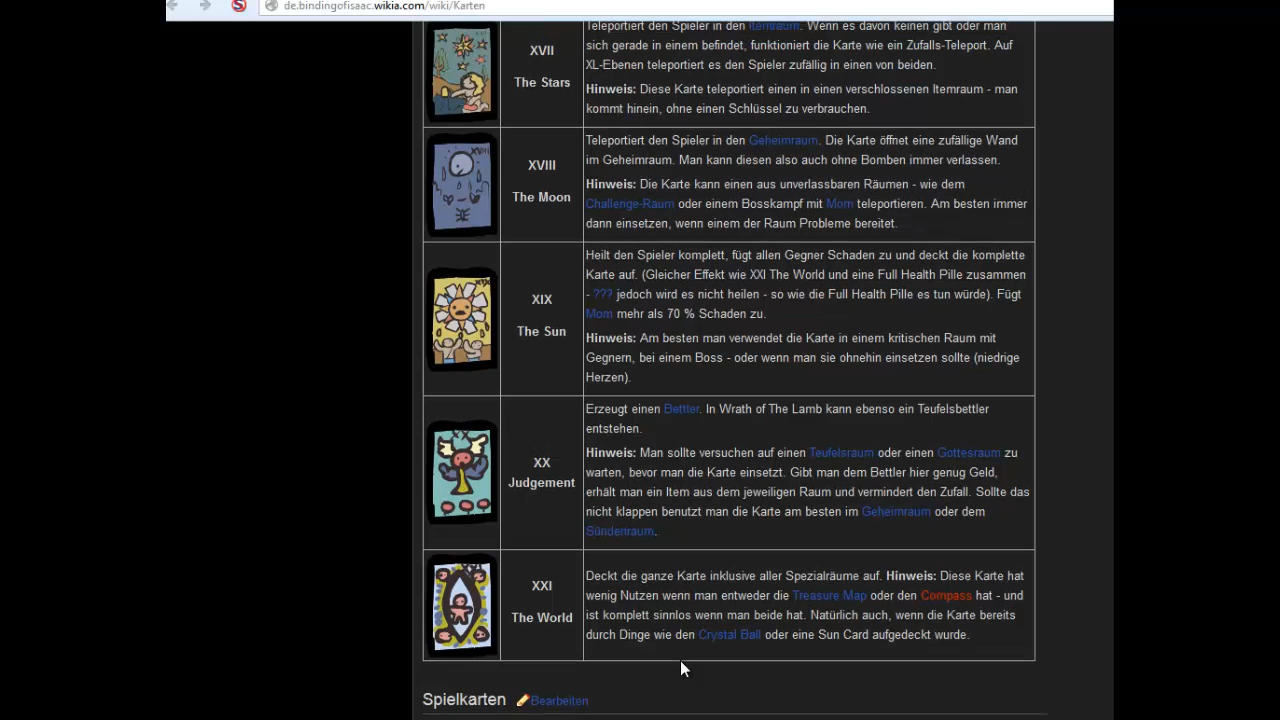 de.bindingofisaac.wikia.com/wiki/Karten
Teleportiert den Spieler in den Itemraum. Wenn es davon keinen gibt oder man
sich gerade in einem befindet, funktioniert die Karte wie ein Zufalls-Teleport. Auf
XL-Ebenen teleportiert es den Spieler zufällig in einen von beiden.
XVII
The Stars
Hinweis: Diese Karte teleportiert einen in einen verschlossenen Itemraum - man
kommt hinein, ohne einen Schlüssel zu verbrauchen.
Teleportiert den Spieler in den Geheimraum. Die Karte öffnet eine zufällige Wand
im Geheimraum. Man kann diesen also auch ohne Bomben immer verlassen.
XVIII
The Moon
Hinweis: Die Karte kann einen aus unverlassbaren Räumen - wie dem
Challenge-Raum oder einem Bosskampf mit Mom teleportieren. Am besten immer
dann einsetzen, wenn einem der Raum Probleme bereitet.
Heilt den Spieler komplett, fügt allen Gegner Schaden zu und deckt die komplette
Karte auf. (Gleicher Effekt wie XXI The World und eine Full Health Pille zusammen
- ??? jedoch wird es nicht heilen - so wie die Full Health Pille es tun würde). Fügt
Mom mehr als 70 % Schaden zu.
XIX
The Sun
Hinweis: Am besten man verwendet die Karte in einem kritischen Raum mit
Gegnern, bei einem Boss - oder wenn man sie ohnehin einsetzen sollte (niedrige
Herzen).
Erzeugt einen Bettler. In Wrath of The Lamb kann ebenso ein Teufelsbettler
entstehen.
XX
Judgement
Hinweis: Man sollte versuchen auf einen Teufelsraum oder einen Gottesraum zu
warten, bevor man die Karte einsetzt. Gibt man dem Bettler hier genug Geld,
erhält man ein Item aus dem jeweiligen Raum und vermindert den Zufall. Sollte das
nicht klappen benutzt man die Karte am besten im Geheimraum oder dem
Sündenraum.
XXI
The World
Deckt die ganze Karte inklusive aller Spezialräume auf. Hinweis: Diese Karte hat
wenig Nutzen wenn man entweder die Treasure Map oder den Compass hat - und
ist komplett sinnlos wenn man beide hat. Natürlich auch, wenn die Karte bereits
durch Dinge wie den Crystal Ball oder eine Sun Card aufgedeckt wurde.
Spielkarten Bearbeiten